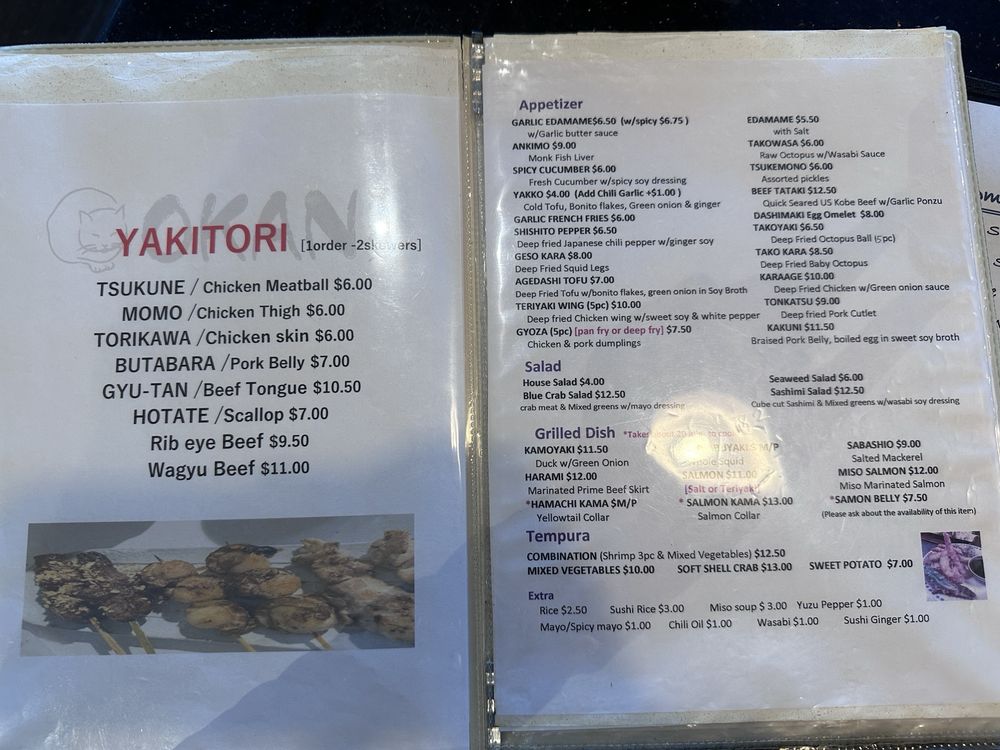 OKAN
YAKITORI [1order -2skewers]
TSUKUNE / Chicken Meatball $6.00
MOMO /Chicken Thigh $6.00
TORIKAWA /Chicken skin $6.00
BUTABARA /Pork Belly $7.00
GYU-TAN /Beef Tongue $10.50
HOTATE /Scallop $7.00
Rib eye Beef $9.50
Wagyu Beef $11.00
Appetizer
GARLIC EDAMAME$6.50 (w/spicy $6.75 )
w/Garlic butter sauce
ANKIMO $9.00
Monk Fish Liver
SPICY CUCUMBER $6.00
Fresh Cucumber w/spicy soy dressing
YAKKO $4.00 (Add Chili Garlic +$1.00 )
Cold Tofu, Bonito flakes, Green onion & ginger
GARLIC FRENCH FRIES $6.00
SHISHITO PEPPER $6.50
Deep fried Japanese chili pepper w/ginger soy
GESO KARA $8.00
Deep Fried Squid Legs
AGEDASHI TOFU $7.00
Deep Fried Tofu w/bonito flakes, green onion in Soy Broth
TERIYAKI WING (5pc) $10.00
Deep fried Chicken wing w/sweet soy & white pepper
GYOZA (5pc) [pan fry or deep fry] $7.50
Chicken & pork dumplings
EDAMAME $5.50
with Salt
TAKOWASA $6.00
Raw Octopus w/Wasabi Sauce
TSUKEMONO $6.00
Assorted pickles
BEEF TATAKI $12.50
Quick Seared US Kobe Beef w/Garlic Ponzu
DASHIMAKI Egg Omelet $8.00
TAKOYAKI $6.50
Deep Fried Octopus Ball (5pc)
TAKO KARA $8.50
Deep Fried Baby Octopus
KARAAGE $10.00
Deep Fried Chicken w/Green onion sauce
TONKATSU $9.00
Deep fried Pork Cutlet
KAKUNI $11.50
Braised Pork Belly, boiled egg in sweet soy broth
Salad
House Salad $4.00
Blue Crab Salad $12.50
crab meat & Mixed greens w/mayo dressing
Seaweed Salad $6.00
Sashimi Salad $12.50
Cube cut Sashimi & Mixed greens w/wasabi soy dressing
Grilled Dish *Takes about 20 to cook
KAMOYAKI $11.50
Duck w/Green Onion
HARAMI $12.00
Marinated Prime Beef Skirt
*HAMACHI KAMA $M/P
Yellowtail Collar
M/P
Whole Squid
SALMON $11.00
[Salt or Teriyaki]
* SALMON KAMA $13.00
Salmon Collar
SABASHIO $9.00
Salted Mackerel
MISO SALMON $12.00
Miso Marinated Salmon
*SAMON BELLY $7.50
(Please ask about the availability of this item)
Tempura
COMBINATION (Shrimp 3pc & Mixed Vegetables) $12.50
MIXED VEGETABLES $10.00 SOFT SHELL CRAB $13.00 SWEET POTATO $7.00
Extra
Rice $2.50 Sushi Rice $3.00 Miso soup $ 3.00 Yuzu Pepper $1.00
Mayo/Spicy mayo $1.00 Chili Oil $1.00 Wasabi $1.00 Sushi Ginger $1.00